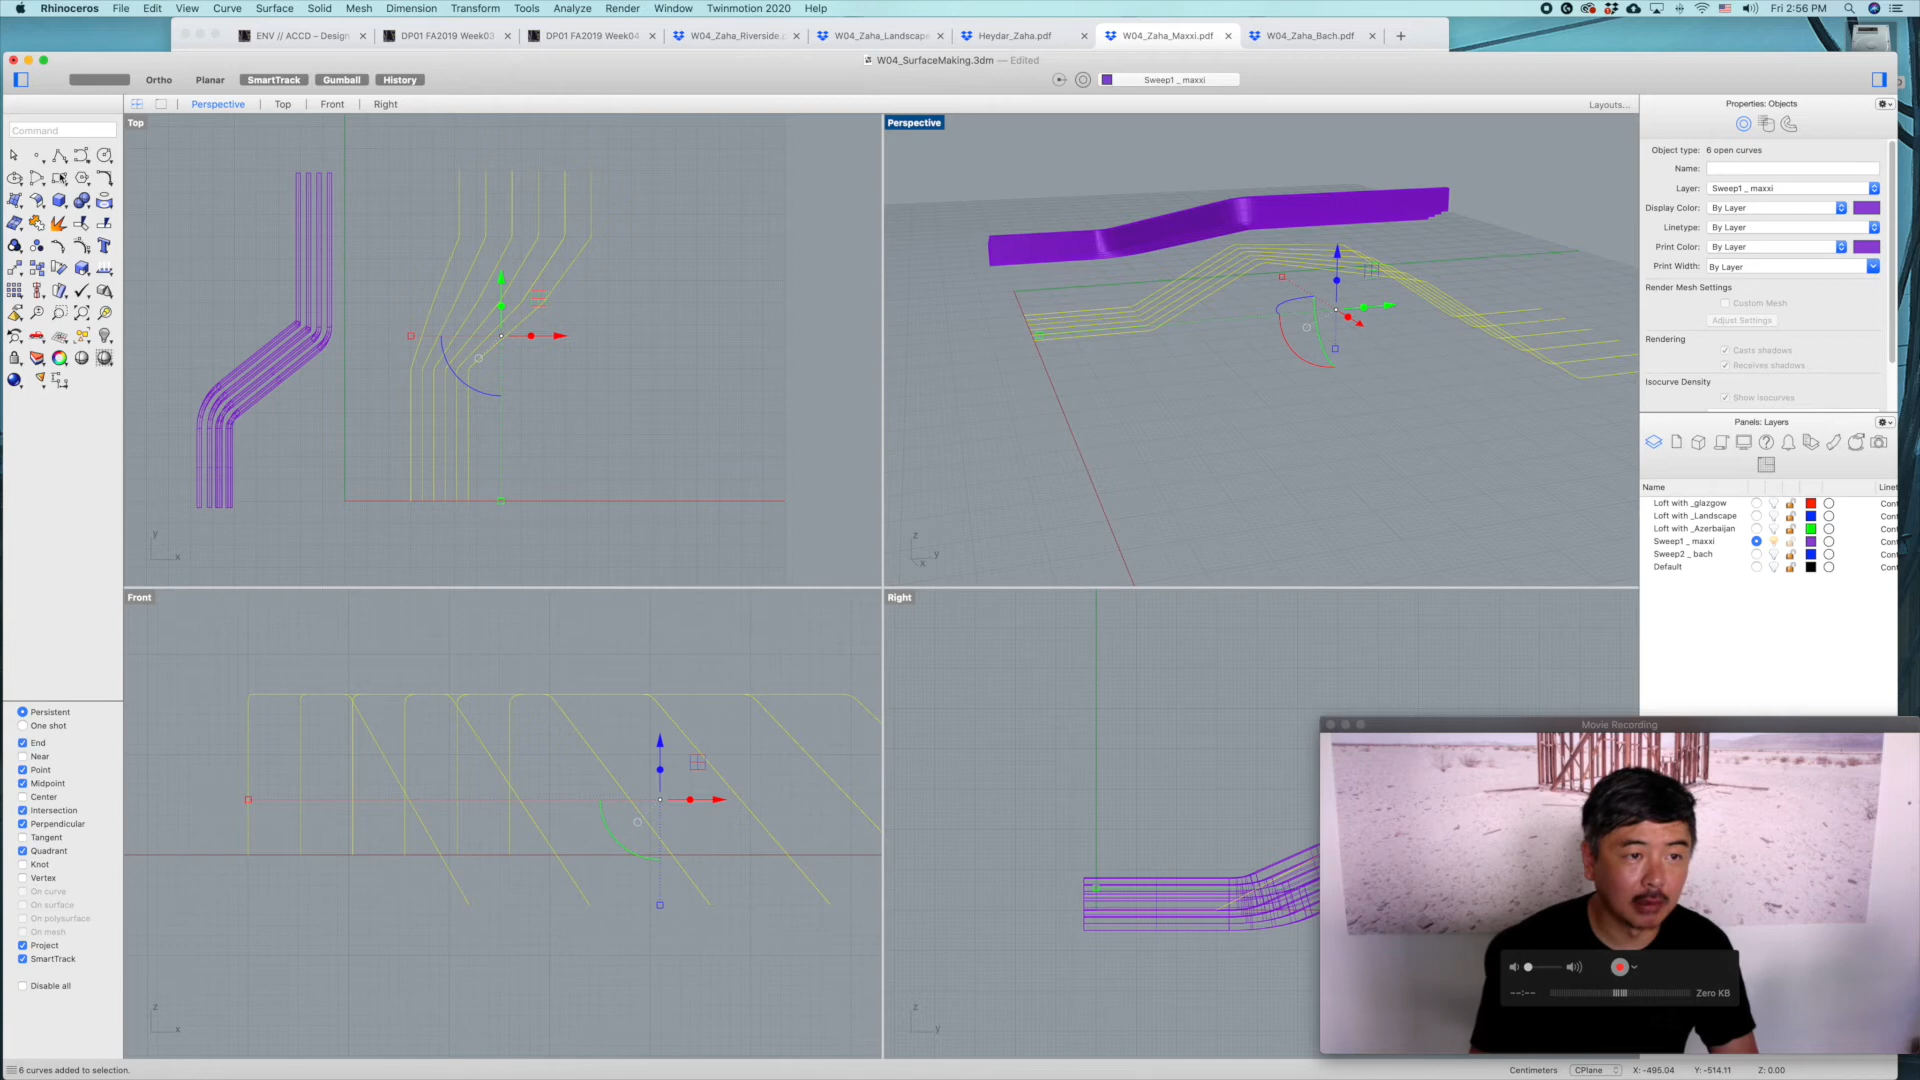 Rhinoceros File Edit View Curve Surface Solid Mesh Dimension Transform Tools Analyze Render Window Twinmotion 2020 Help Fri 2:56 PM
ENV // ACCD – Design DP01 FA2019 Week03 DP01 FA2019 Week04 W04_Zaha_Riverside. W04_Zaha_Landscape Heydar_Zaha.pdf W04_Zaha_Maxxi.pdf W04_Zaha_Bach.pdf
W04_SurfaceMaking.3dm — Edited
Ortho Planar SmartTrack Gumball History Sweep1 _ maxxi
Perspective Top Front Right Layouts...
Properties: Objects
Command
Top
Perspective
Object type: 6 open curves
Name:
Layer: Sweep1 _ maxxi
Display Color: By Layer
Linetype: By Layer
Print Color: By Layer
Print Width: By Layer
Render Mesh Settings
Custom Mesh
Adjust Settings
Rendering
Casts shadows
Receives shadows
Isocurve Density
Show isocurves
Panels: Layers
Name Linet
Loft with _glazgow Cont
Loft with _Landscape Cont
Loft with _Azerbaijan Cont
Sweep1 _ maxxi Cont
Sweep2 _ bach Cont
Default Cont
y
x
z
y
x
Front
Right
Persistent
One shot
End
Near
Point
Midpoint
Center
Intersection
Perpendicular
Tangent
Quadrant
Knot
Vertex
On curve
On surface
On polysurface
On mesh
Project
SmartTrack
Disable all
z
x
z
y
Movie Recording
--:-- Zero KB
6 curves added to selection. Centimeters CPlane X: -495.04 Y: -514.11 Z: 0.00